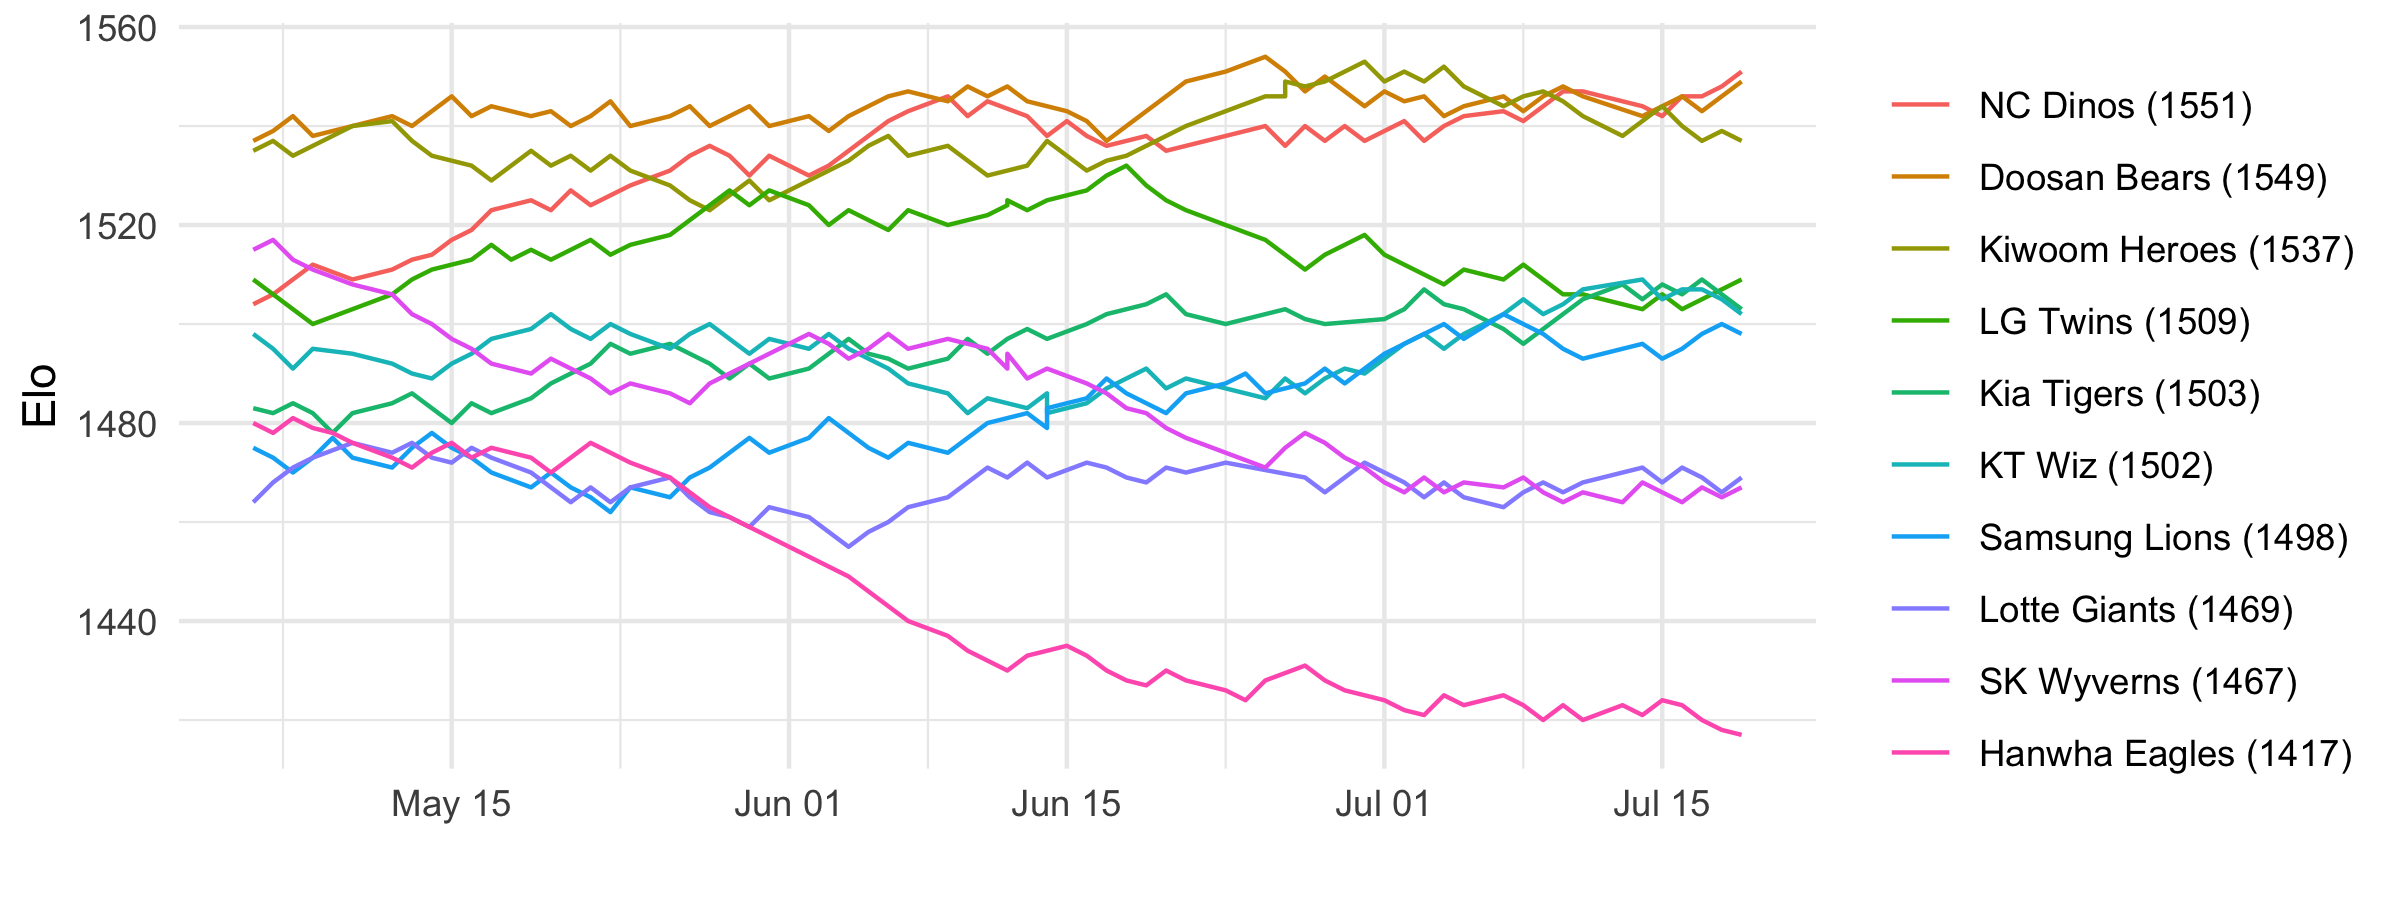 1560
1520
1480
1440
Elo
May 15
Jun 01
Jun 15
Jul 01
Jul 15
NC Dinos (1551)
Doosan Bears (1549)
Kiwoom Heroes (1537)
LG Twins (1509)
Kia Tigers (1503)
KT Wiz (1502)
Samsung Lions (1498)
Lotte Giants (1469)
SK Wyverns (1467)
Hanwha Eagles (1417)